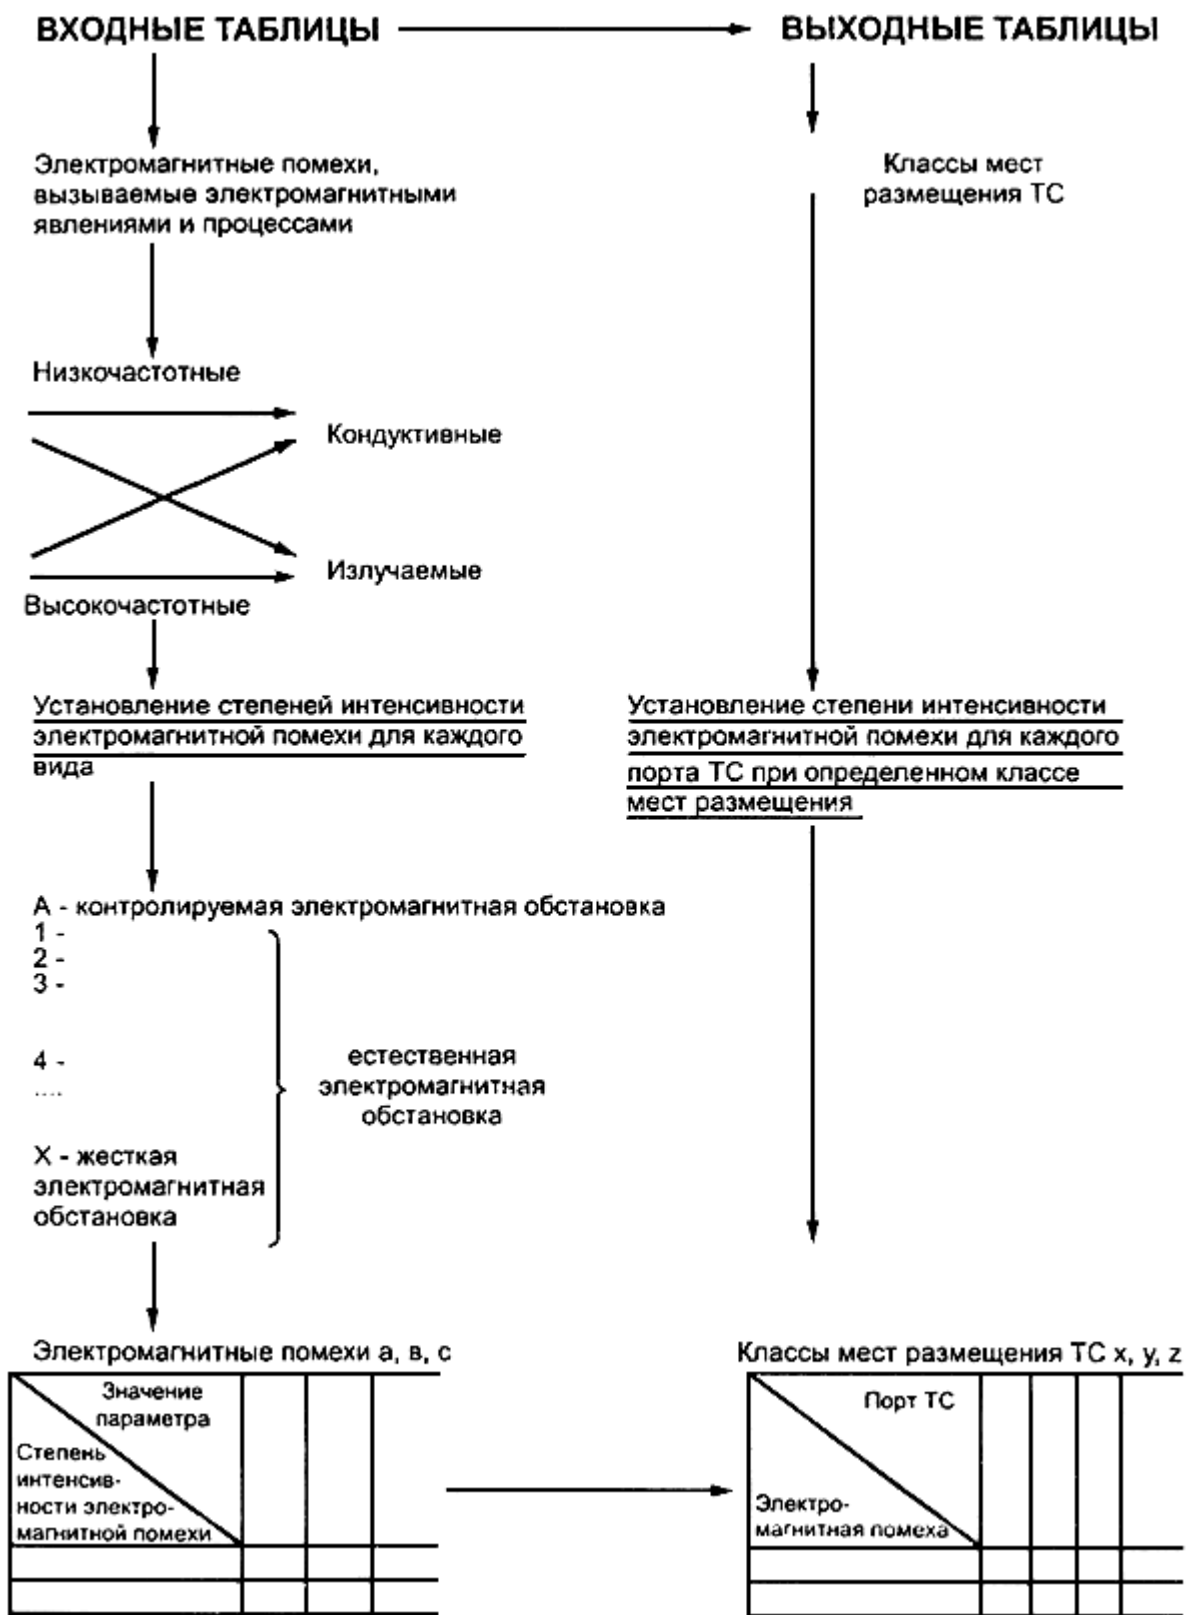 ВХОДНЫЕ ТАБЛИЦЫ
ВЫХОДНЫЕ ТАБЛИЦЫ
Электромагнитные помехи,
вызываемые электромагнитными
явлениями и процессами
Классы мест
размещения ТС
Низкочастотные
Кондуктивные
Излучаемые
Высокочастотные
Установление степеней интенсивности
электромагнитной помехи для каждого
вида
Установление степени интенсивности
электромагнитной помехи для каждого
порта ТС при определенном классе
мест размещения
А - контролируемая электромагнитная обстановка
1 -
2 -
3 -
4 -
....
естественная
электромагнитная
обстановка
Х - жесткая
электромагнитная
обстановка
Электромагнитные помехи а, в, с
Значение
параметра
Степень
интенсив-
ности электро-
магнитной помехи
Классы мест размещения ТС x, y, z
Порт ТС
Электро-
магнитная помеха